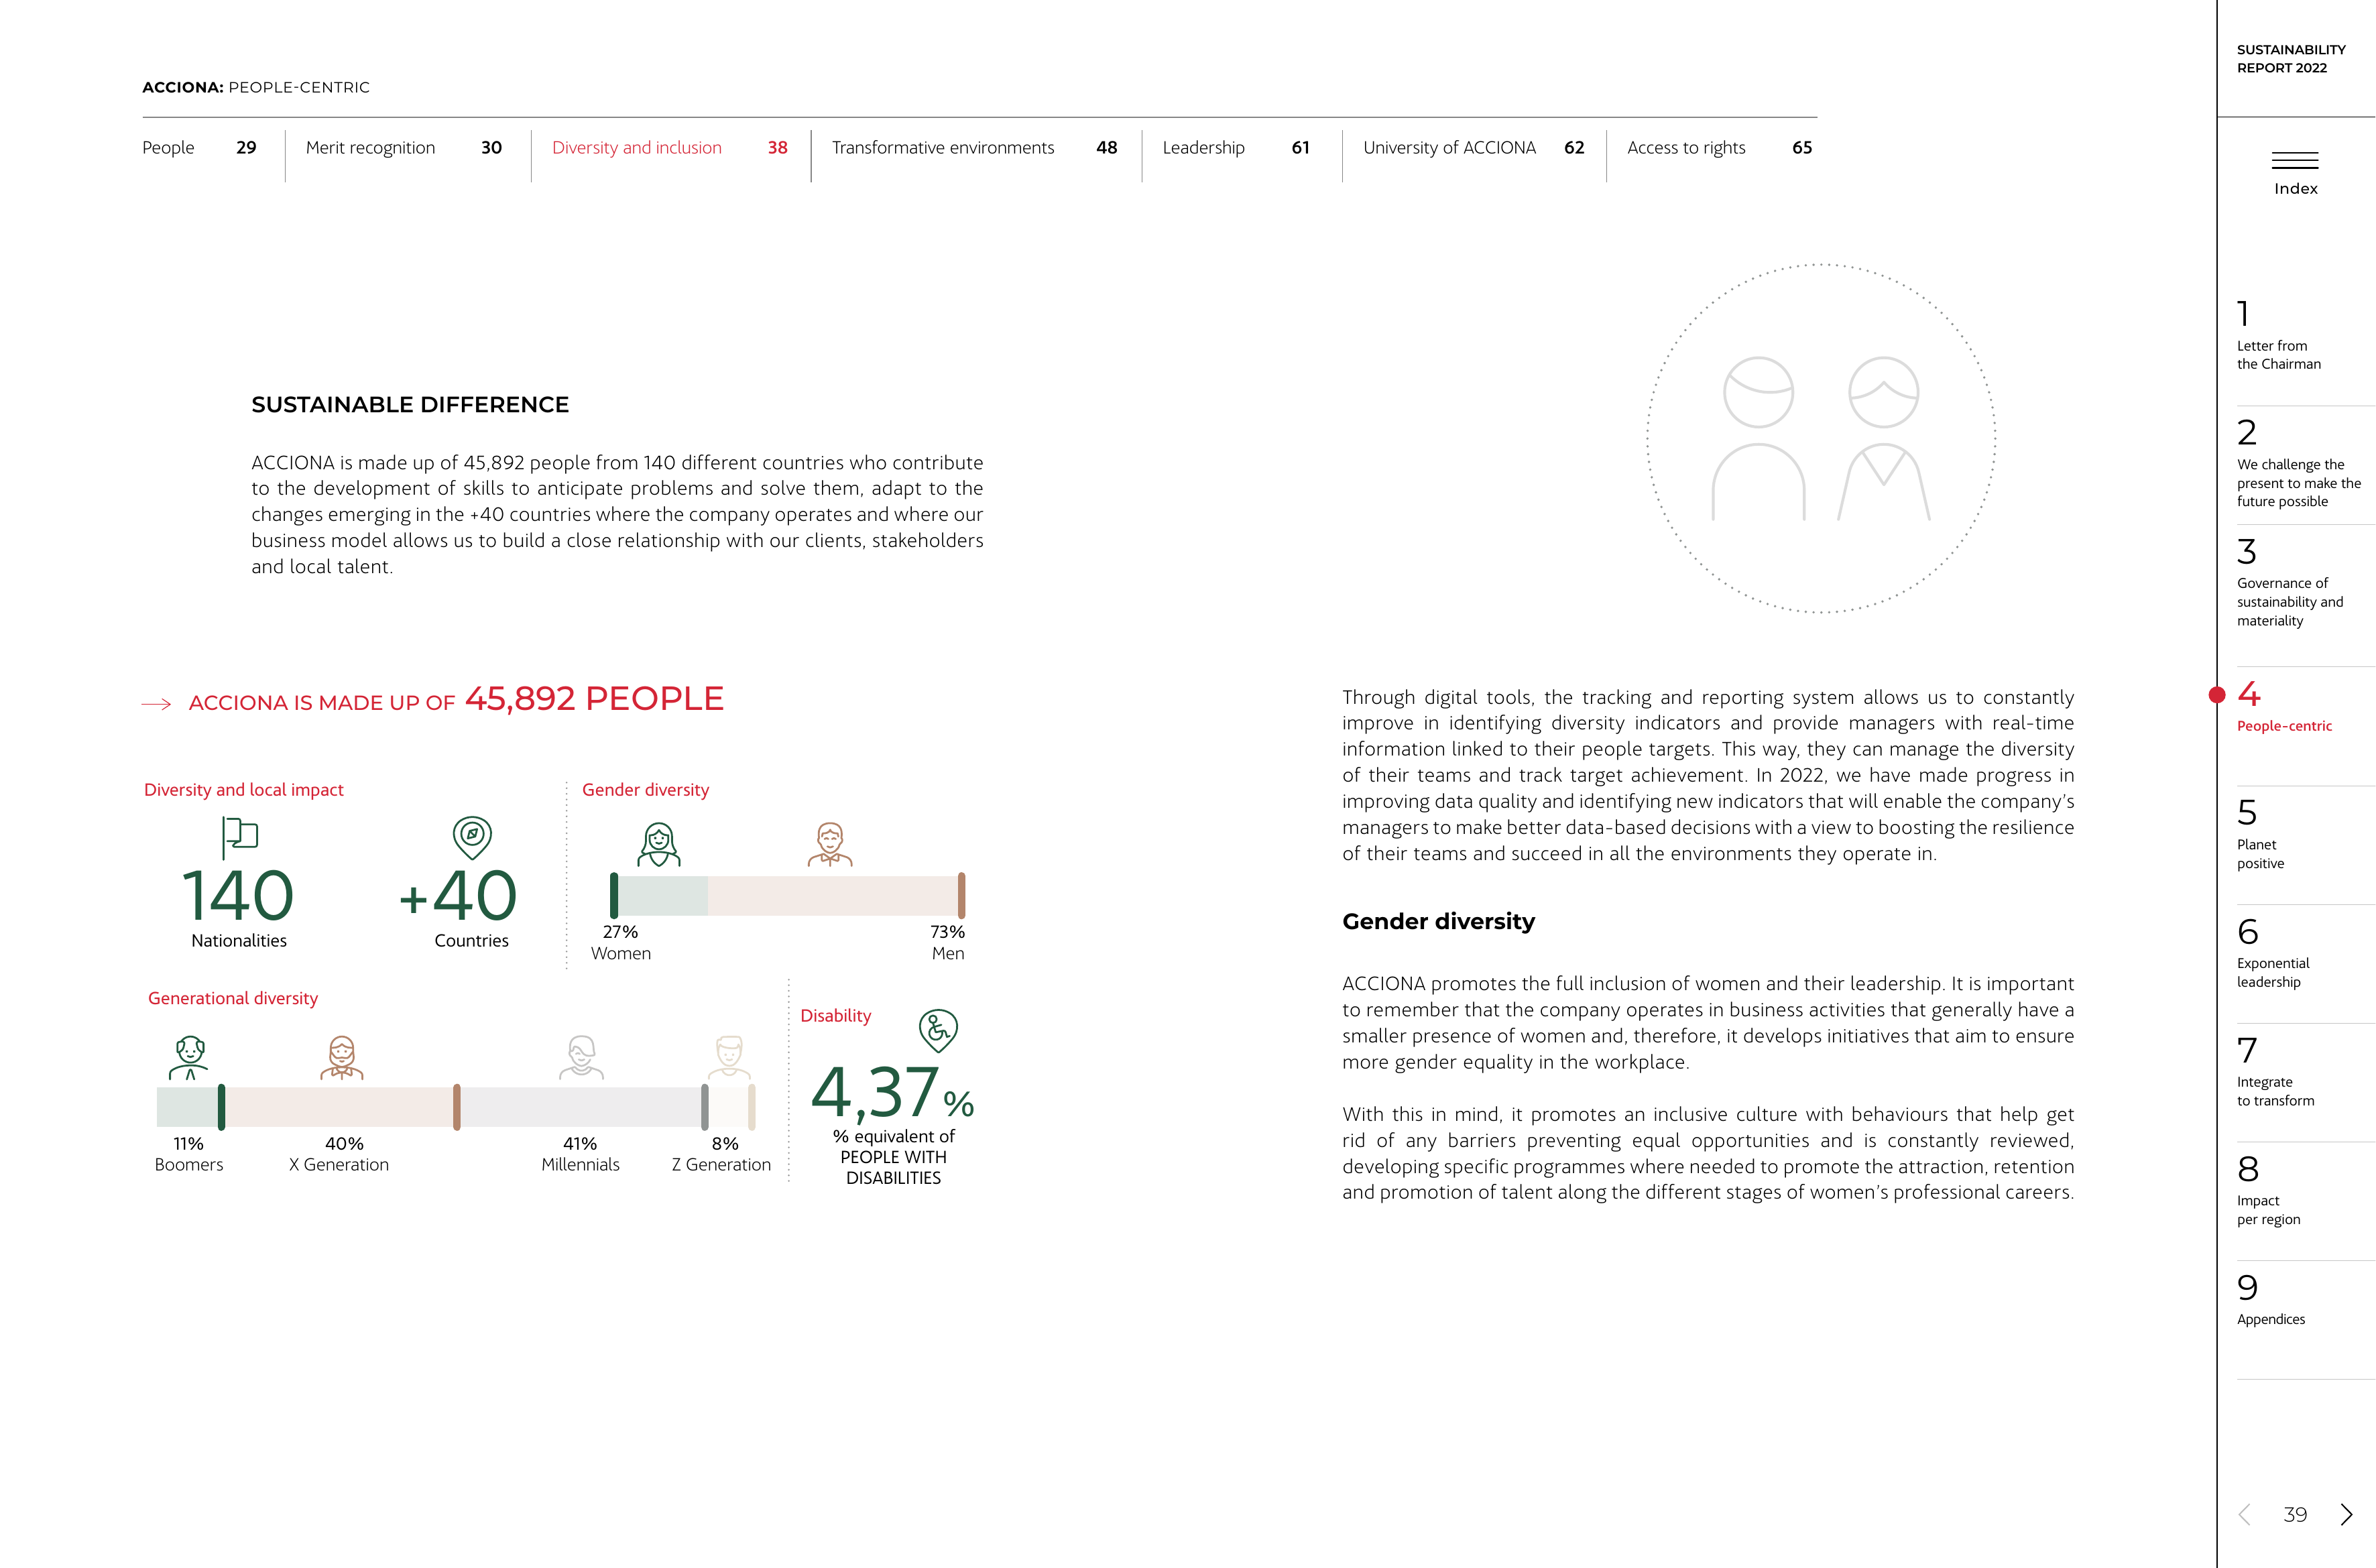 ACCIONA: PEOPLE-CENTRIC
People 29
Merit recognition 30
Diversity and inclusion 38
Transformative environments 48
Leadership 61
University of ACCIONA 62
Access to rights 65
SUSTAINABLE DIFFERENCE
ACCIONA is made up of 45,892 people from 140 different countries who contribute
to the development of skills to anticipate problems and solve them, adapt to the
changes emerging in the +40 countries where the company operates and where our
business model allows us to build a close relationship with our clients, stakeholders
and local talent.
ACCIONA IS MADE UP OF 45,892 PEOPLE
Diversity and local impact
140
Nationalities
+40
Countries
Gender diversity
27%
Women
73%
Men
Generational diversity
11%
Boomers
40%
X Generation
41%
Millennials
8%
Z Generation
Disability
4,37%
% equivalent of
PEOPLE WITH
DISABILITIES
Through digital tools, the tracking and reporting system allows us to constantly
improve in identifying diversity indicators and provide managers with real-time
information linked to their people targets. This way, they can manage the diversity
of their teams and track target achievement. In 2022, we have made progress in
improving data quality and identifying new indicators that will enable the company’s
managers to make better data-based decisions with a view to boosting the resilience
of their teams and succeed in all the environments they operate in.
Gender diversity
ACCIONA promotes the full inclusion of women and their leadership. It is important
to remember that the company operates in business activities that generally have a
smaller presence of women and, therefore, it develops initiatives that aim to ensure
more gender equality in the workplace.
With this in mind, it promotes an inclusive culture with behaviours that help get
rid of any barriers preventing equal opportunities and is constantly reviewed,
developing specific programmes where needed to promote the attraction, retention
and promotion of talent along the different stages of women’s professional careers.
SUSTAINABILITY
REPORT 2022
Index
1
Letter from
the Chairman
2
We challenge the
present to make the
future possible
3
Governance of
sustainability and
materiality
4
People-centric
5
Planet
positive
6
Exponential
leadership
7
Integrate
to transform
8
Impact
per region
9
Appendices
39